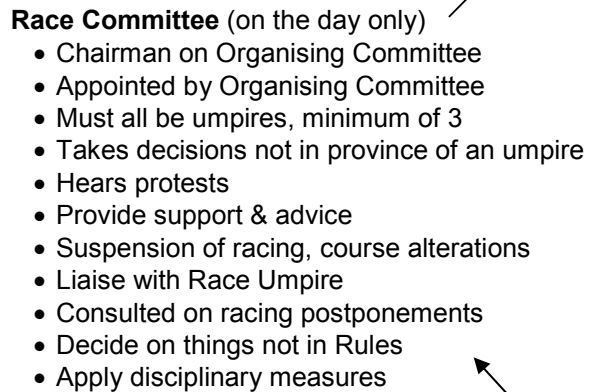 Race Committee (on the day only)
• Chairman on Organising Committee
• Appointed by Organising Committee
• Must all be umpires, minimum of 3
• Takes decisions not in province of an umpire
• Hears protests
• Provide support & advice
• Suspension of racing, course alterations
• Liaise with Race Umpire
• Consulted on racing postponements
• Decide on things not in Rules
• Apply disciplinary measures